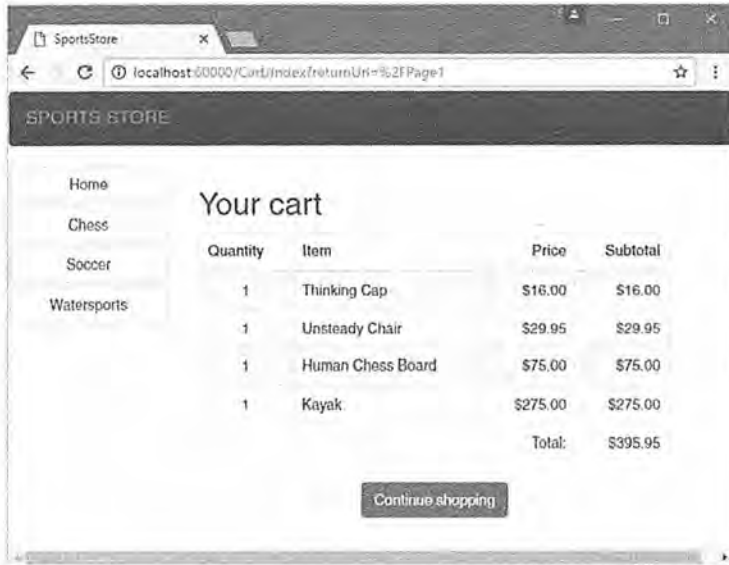 SportsStore
localhost:60000/Cart/Index?returnUrl=%2FPage1
SPORTS STORE
Home
Chess
Soccer
Watersports
Your cart
Quantity Item Price Subtotal
1 Thinking Cap $16.00 $16.00
1 Unsteady Chair $29.95 $29.95
1 Human Chess Board $75.00 $75.00
1 Kayak $275.00 $275.00
Total: $395.95
Continue shopping